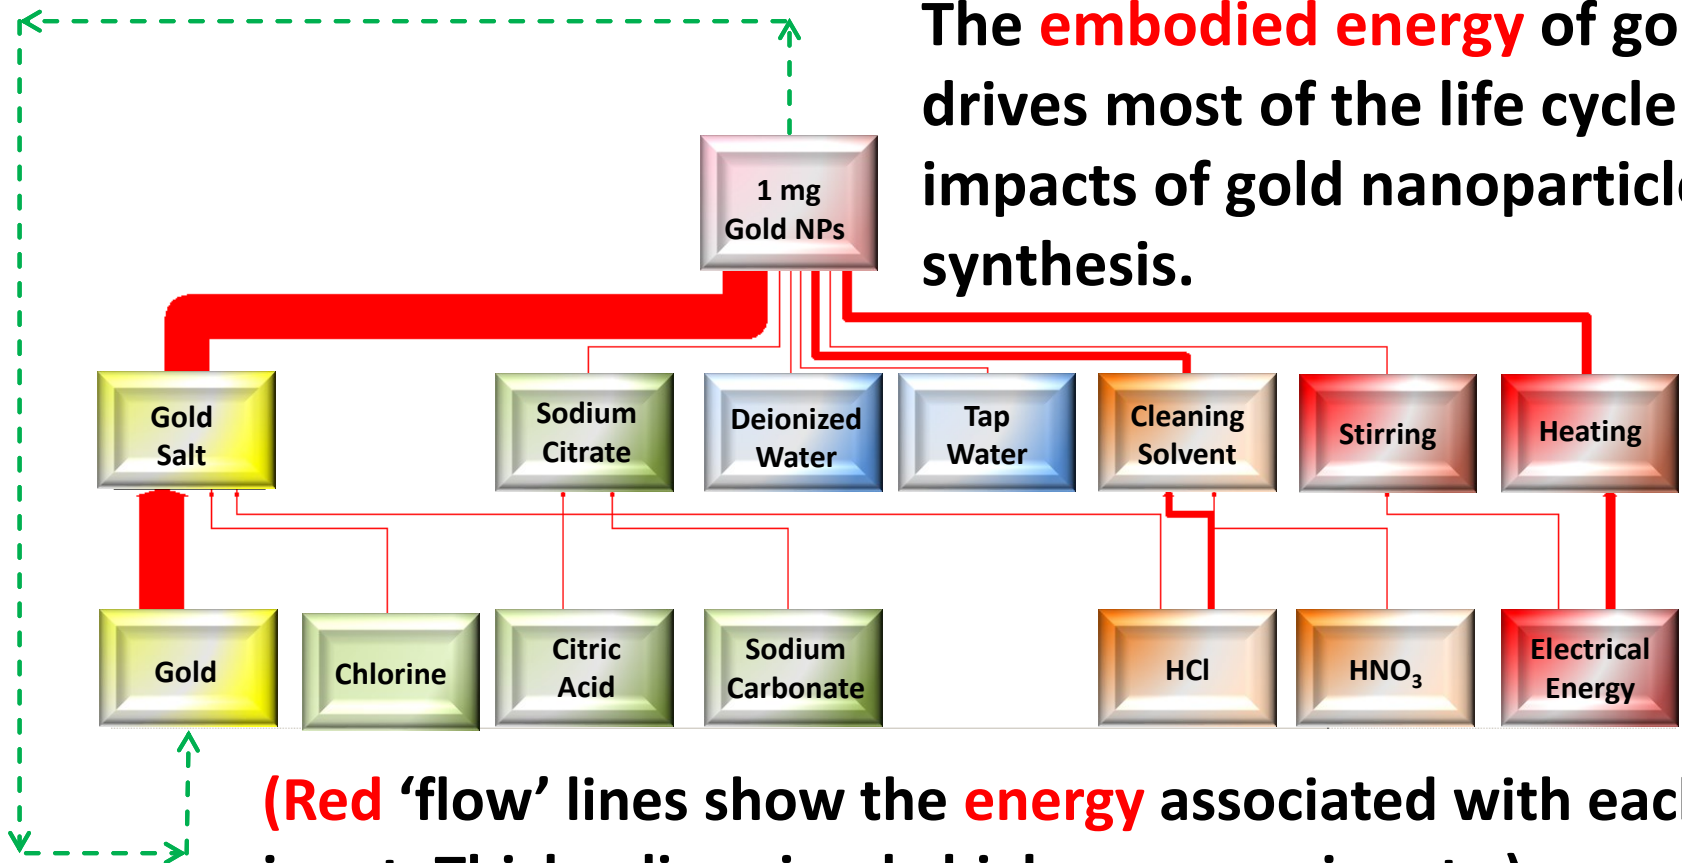 The embodied energy of go
drives most of the life cycle
impacts of gold nanoparticle
synthesis.
1 mg
Gold NPs
Gold
Salt
Sodium
Citrate
Deionized
Water
Tap
Water
Cleaning
Solvent
Stirring
Heating
Gold
Chlorine
Citric
Acid
Sodium
Carbonate
HCl
HNO₃
Electrical
Energy
(Red ‘flow’ lines show the energy associated with each